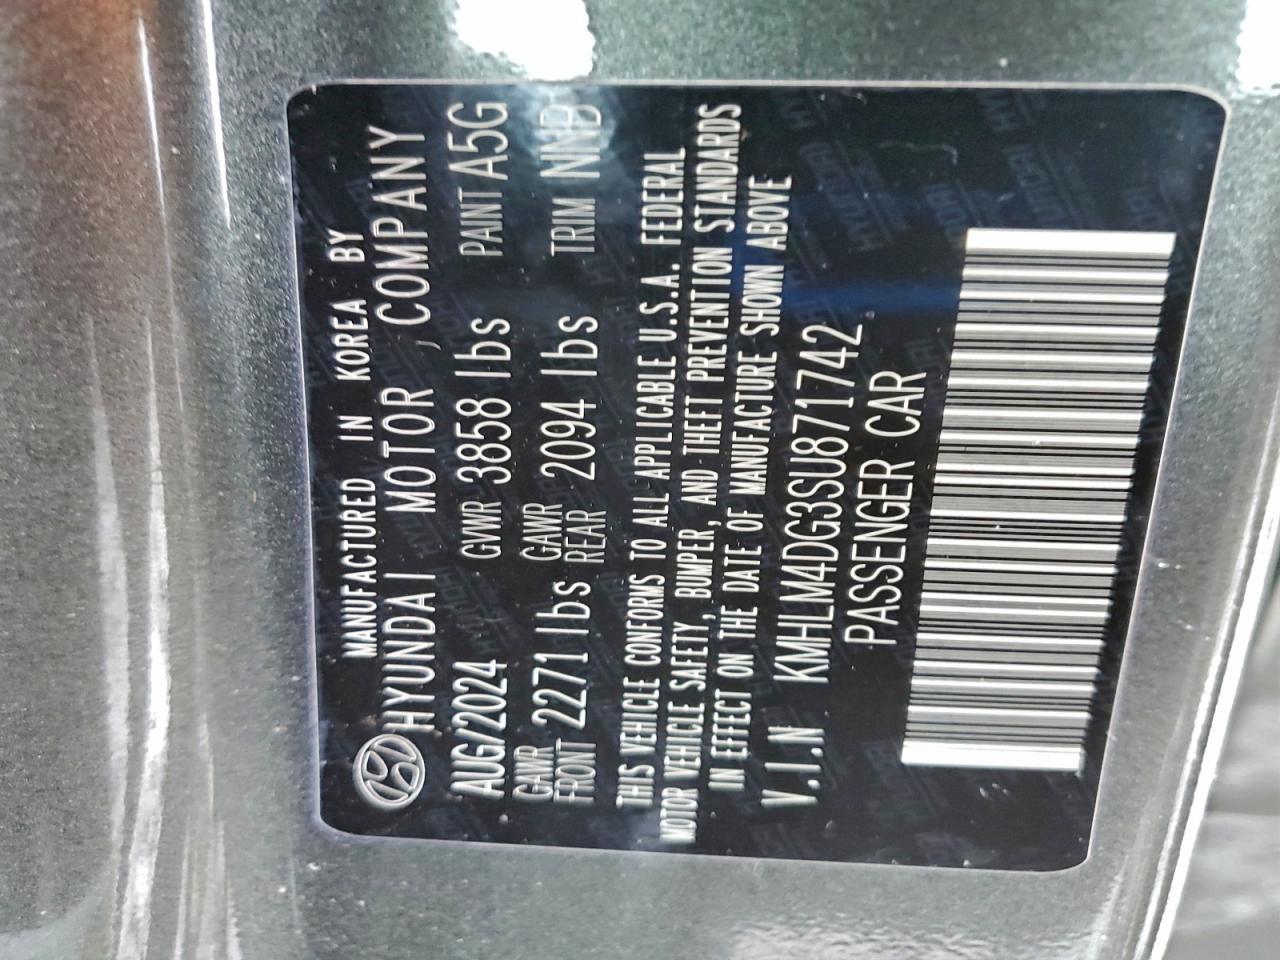 MANUFACTURED IN KOREA BY
HYUNDAI MOTOR COMPANY
AUG/2024 GVWR 3858 lbs PAINT A5G
GAWR FRONT 2271 lbs GAWR REAR 2094 lbs TRIM NNB
THIS VEHICLE CONFORMS TO ALL APPLICABLE U.S.A. FEDERAL
MOTOR VEHICLE SAFETY, BUMPER, AND THEFT PREVENTION STANDARDS
IN EFFECT ON THE DATE OF MANUFACTURE SHOWN ABOVE
V.I.N KMHLM4DG3SU871742
PASSENGER CAR